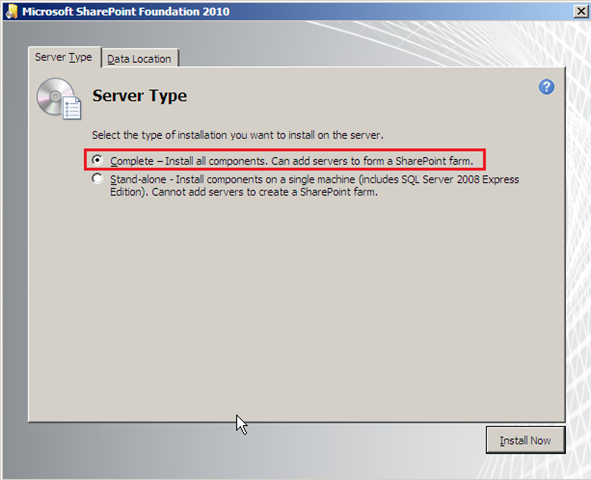 Microsoft SharePoint Foundation 2010
Server Type
Data Location
Server Type
Select the type of installation you want to install on the server.
Complete – Install all components. Can add servers to form a SharePoint farm.
Stand-alone - Install components on a single machine (includes SQL Server 2008 Express
Edition). Cannot add servers to create a SharePoint farm.
Install Now